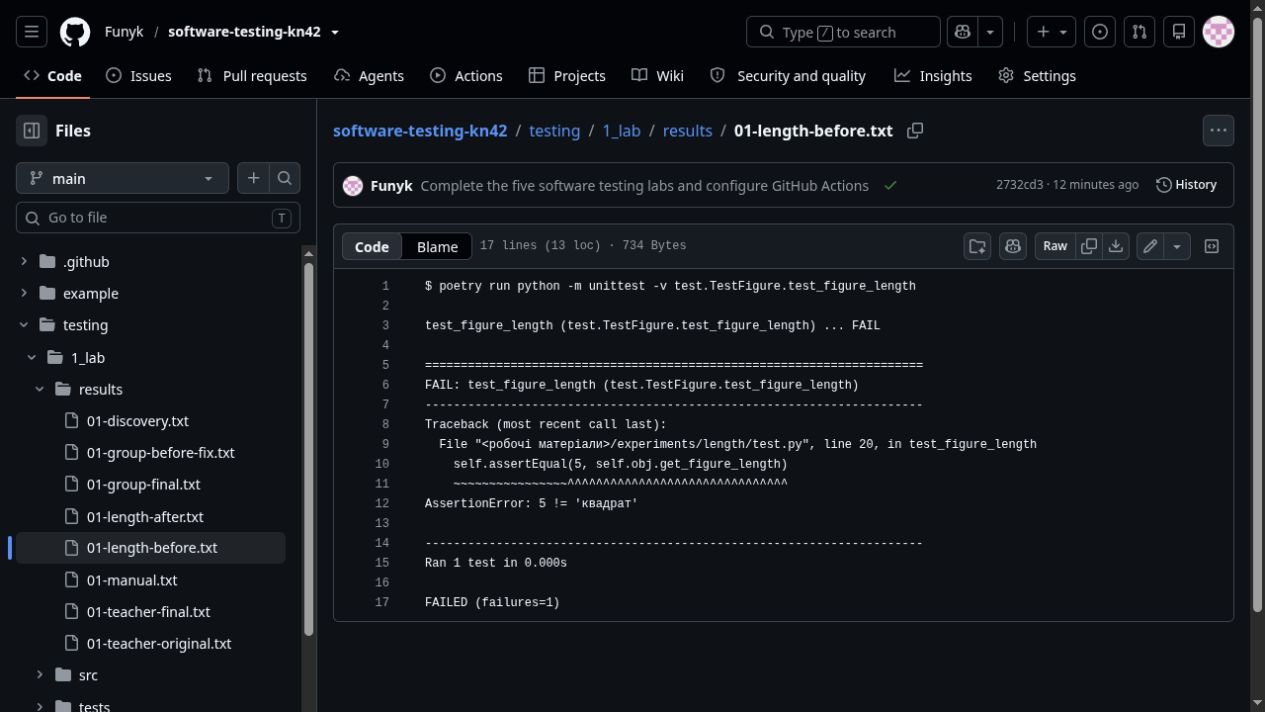 Funyk / software-testing-kn42
Type / to search
Code
Issues
Pull requests
Agents
Actions
Projects
Wiki
Security and quality
Insights
Settings
Files
main
Go to file
T
.github
example
testing
1_lab
results
01-discovery.txt
01-group-before-fix.txt
01-group-final.txt
01-length-after.txt
01-length-before.txt
01-manual.txt
01-teacher-final.txt
01-teacher-original.txt
src
tests
software-testing-kn42 / testing / 1_lab / results / 01-length-before.txt
Funyk Complete the five software testing labs and configure GitHub Actions
2732cd3 · 12 minutes ago
History
Code Blame 17 lines (13 loc) · 734 Bytes
Raw
1 $ poetry run python -m unittest -v test.TestFigure.test_figure_length
2
3 test_figure_length (test.TestFigure.test_figure_length) ... FAIL
4
5 ======================================================================
6 FAIL: test_figure_length (test.TestFigure.test_figure_length)
7 ----------------------------------------------------------------------
8 Traceback (most recent call last):
9 File "<робочі матеріали>/experiments/length/test.py", line 20, in test_figure_length
10 self.assertEqual(5, self.obj.get_figure_length)
11 ~~~~~~~~~~~~~~~~^^^^^^^^^^^^^^^^^^^^^^^^^^^^^^^
12 AssertionError: 5 != 'квадрат'
13
14 ----------------------------------------------------------------------
15 Ran 1 test in 0.000s
16
17 FAILED (failures=1)